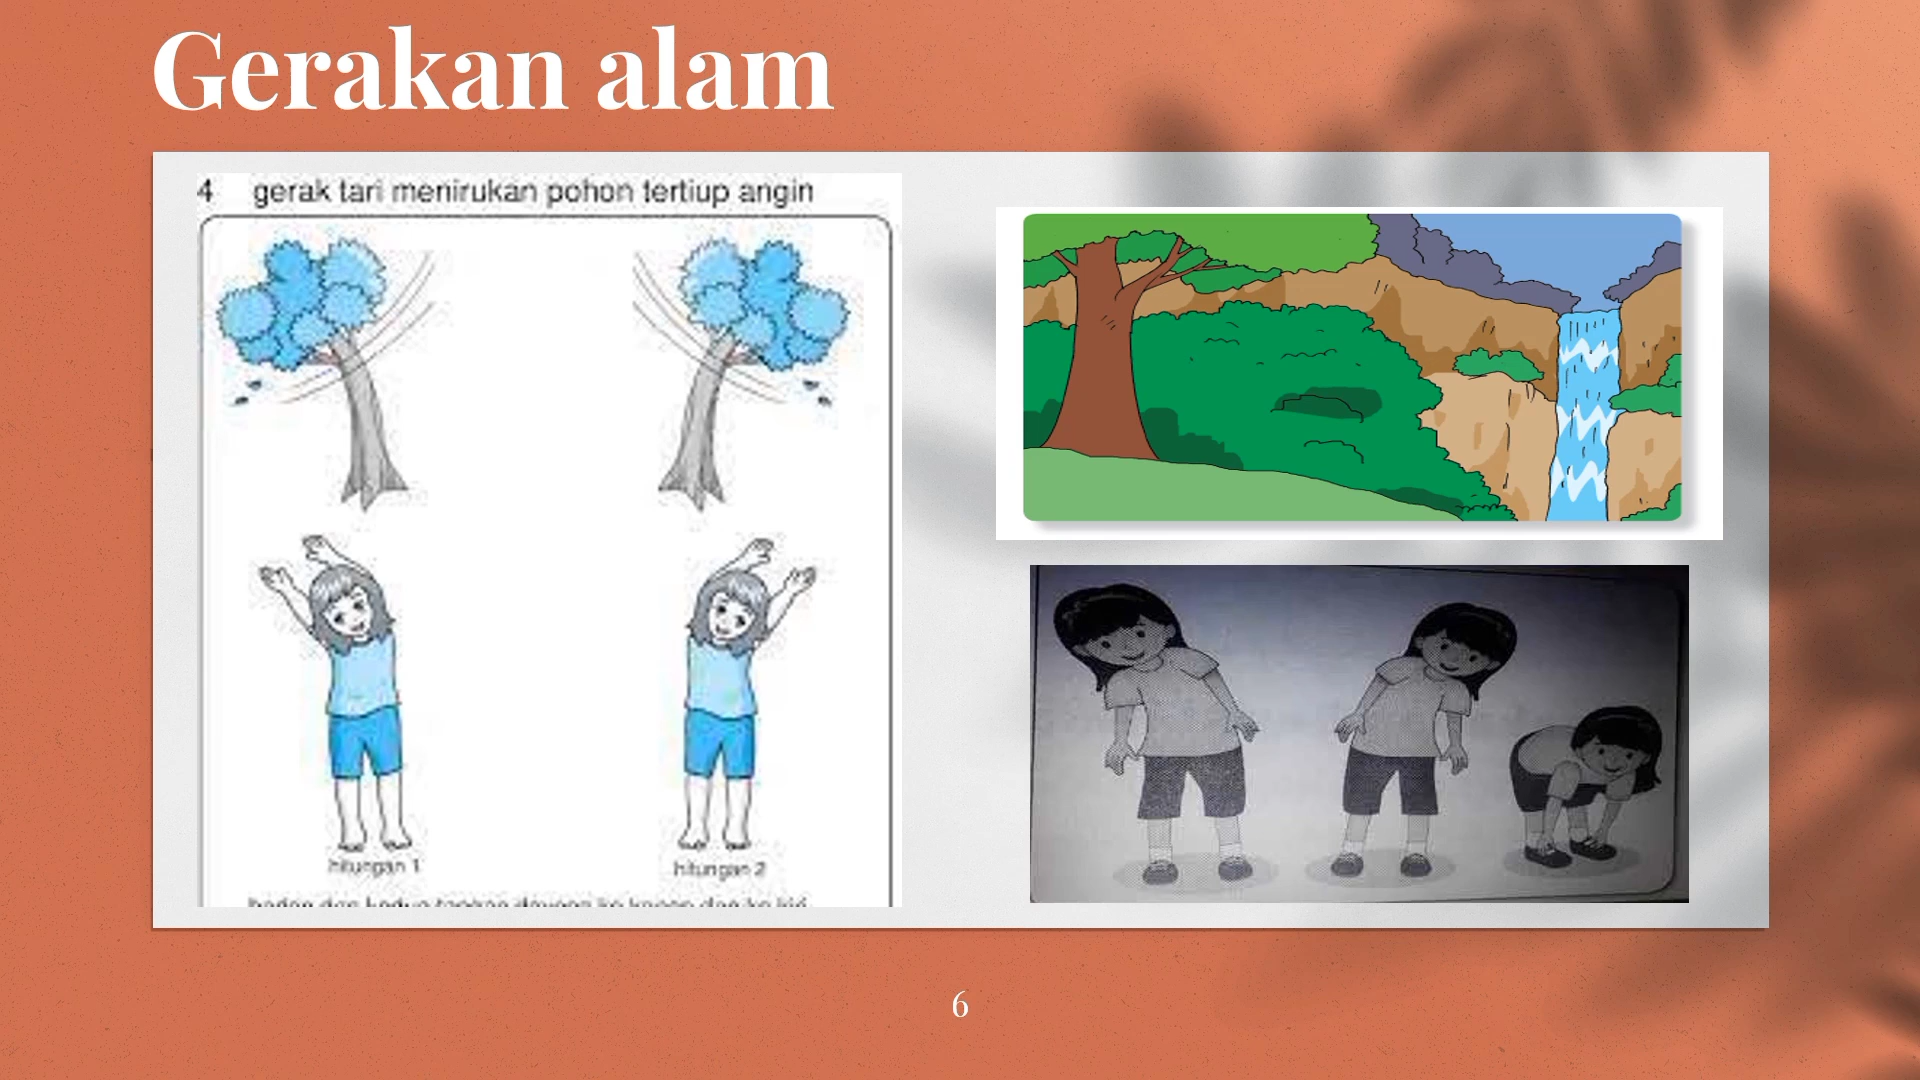 Gerakan alam
4 gerak tari menirukan pohon tertiup angin
hitungan 1
hitungan 2
6